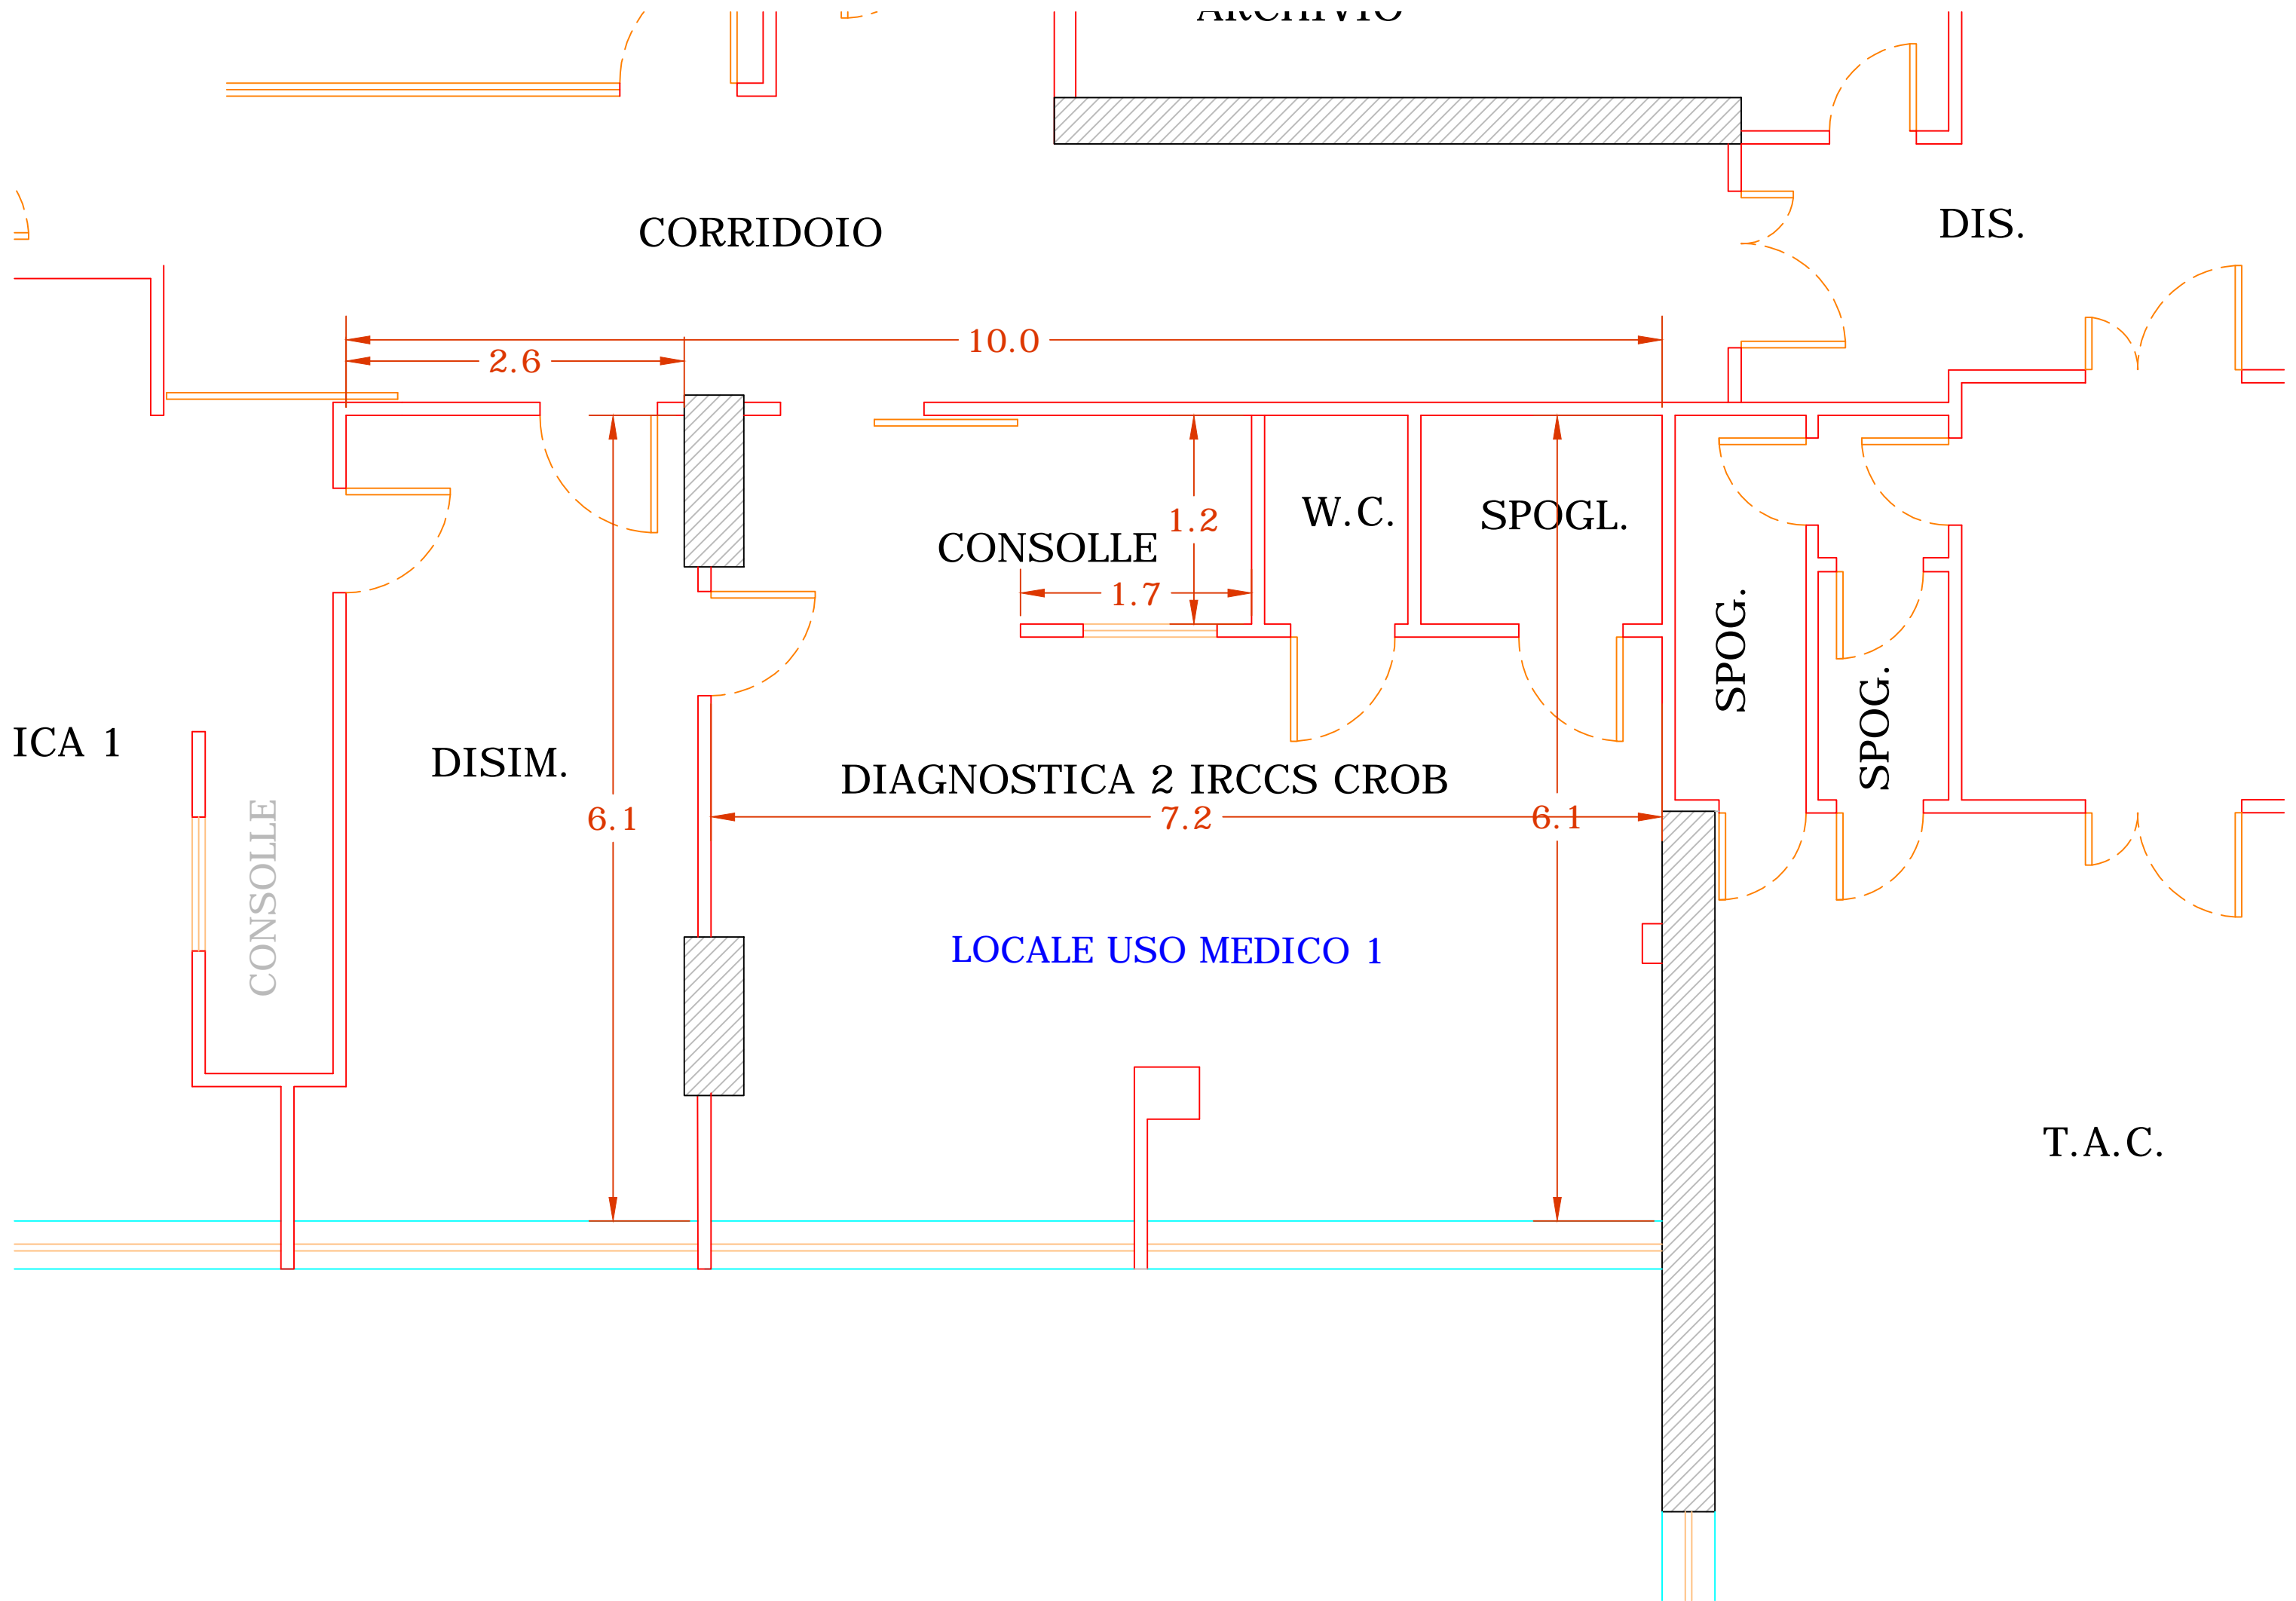 ARCHIVIO
CORRIDOIO
DIS.
10.0
2.6
W.C.
SPOGL.
1.2
CONSOLLE
1.7
SPOG.
SPOG.
ICA 1
DISIM.
DIAGNOSTICA 2 IRCCS CROB
6.1
7.2
6.1
CONSOLLE
LOCALE USO MEDICO 1
T.A.C.